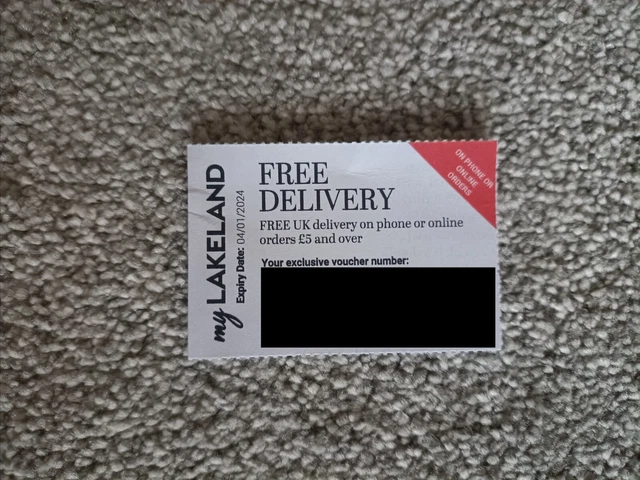 my LAKELAND
Expiry Date: 04/01/2024
FREE
DELIVERY
FREE UK delivery on phone or online
orders £5 and over
Your exclusive voucher number:
ON PHONE OR
ONLINE
ORDERS